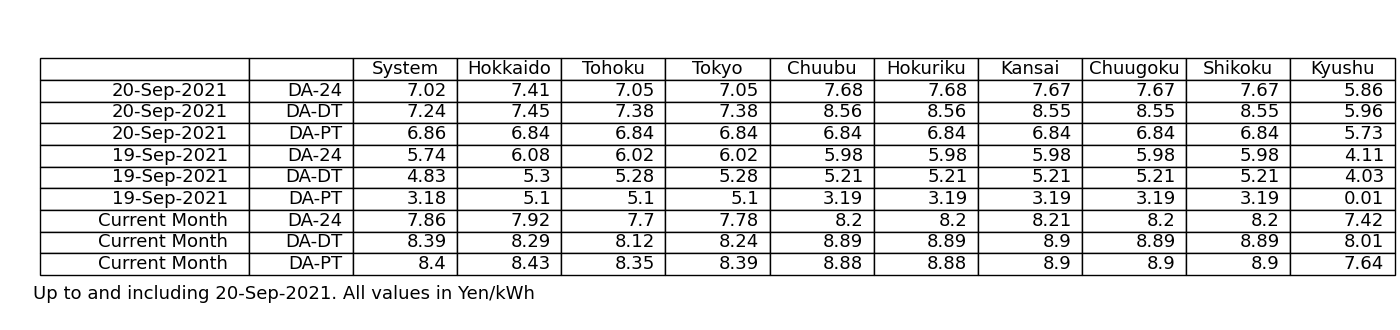 System Hokkaido Tohoku Tokyo Chuubu Hokuriku Kansai Chuugoku Shikoku Kyushu
20-Sep-2021 DA-24 7.02 7.41 7.05 7.05 7.68 7.68 7.67 7.67 7.67 5.86
20-Sep-2021 DA-DT 7.24 7.45 7.38 7.38 8.56 8.56 8.55 8.55 8.55 5.96
20-Sep-2021 DA-PT 6.86 6.84 6.84 6.84 6.84 6.84 6.84 6.84 6.84 5.73
19-Sep-2021 DA-24 5.74 6.08 6.02 6.02 5.98 5.98 5.98 5.98 5.98 4.11
19-Sep-2021 DA-DT 4.83 5.3 5.28 5.28 5.21 5.21 5.21 5.21 5.21 4.03
19-Sep-2021 DA-PT 3.18 5.1 5.1 5.1 3.19 3.19 3.19 3.19 3.19 0.01
Current Month DA-24 7.86 7.92 7.7 7.78 8.2 8.2 8.21 8.2 8.2 7.42
Current Month DA-DT 8.39 8.29 8.12 8.24 8.89 8.89 8.9 8.89 8.89 8.01
Current Month DA-PT 8.4 8.43 8.35 8.39 8.88 8.88 8.9 8.9 8.9 7.64
Up to and including 20-Sep-2021. All values in Yen/kWh